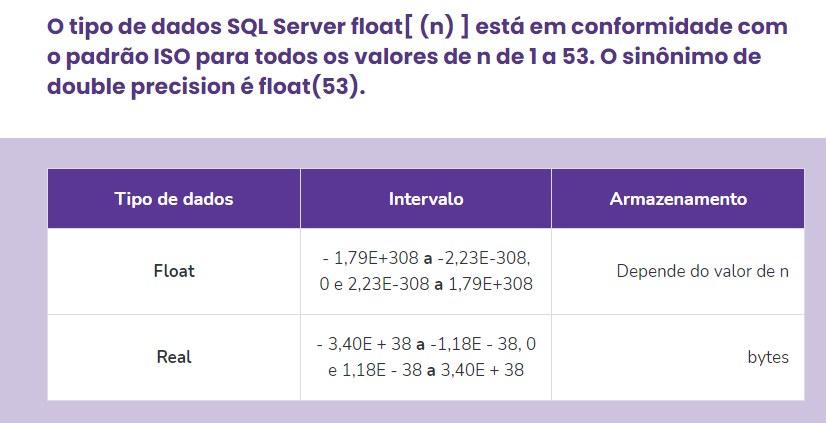 O tipo de dados SQL Server float[ (n) ] está em conformidade com
o padrão ISO para todos os valores de n de 1 a 53. O sinônimo de
double precision é float(53).
Tipo de dados Intervalo Armazenamento
Float
- 1,79E+308 a -2,23E-308,
0 e 2,23E-308 a 1,79E+308
Depende do valor de n
Real
- 3,40E + 38 a -1,18E - 38, 0
e 1,18E - 38 a 3,40E + 38
bytes